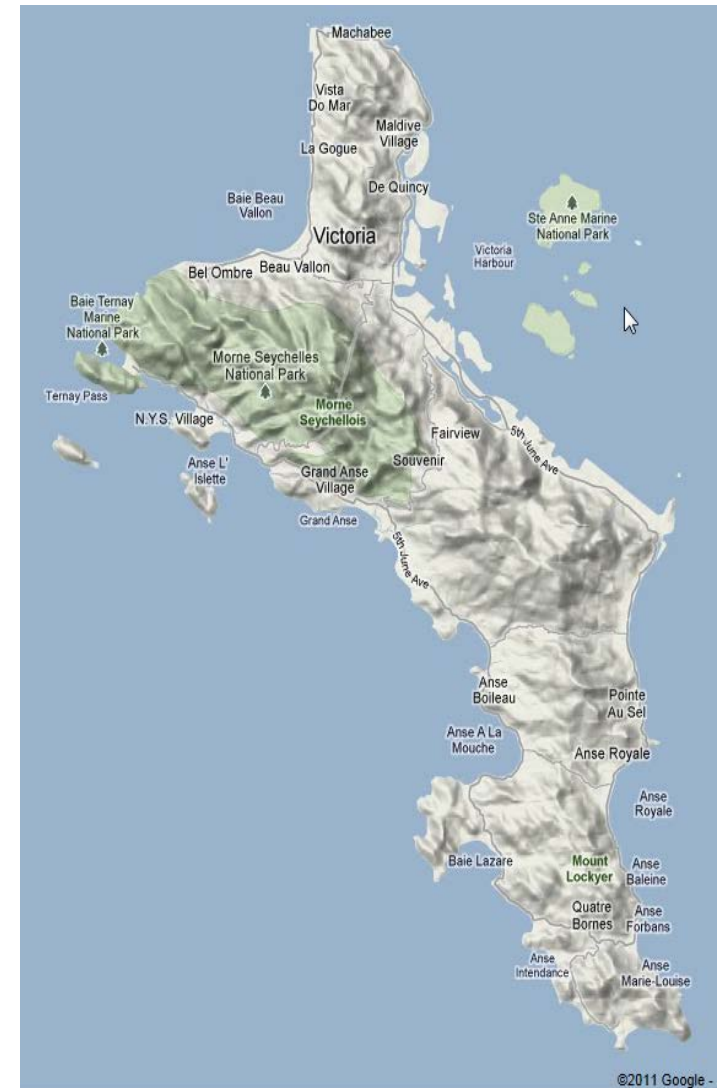 Machabee
Vista
Do Mar
Maldive
Village
La Gogue
De Quincy
Baie Beau
Vallon
Ste Anne Marine
National Park
Victoria
Victoria
Harbour
Bel Ombre
Beau Vallon
Baie Ternay
Marine
National Park
Morne Seychelles
National Park
Ternay Pass
Morne
Seychellois
N.Y.S. Village
Fairview
5th June Ave
Anse L'
Islette
Souvenir
Grand Anse
Village
Grand Anse
5th June Ave
Anse
Boileau
Pointe
Au Sel
Anse A La
Mouche
Anse Royale
Anse
Royale
Baie Lazare
Mount
Lockyer
Anse
Baleine
Quatre
Bornes
Anse
Forbans
Anse
Intendance
Anse
Marie-Louise
©2011 Google -